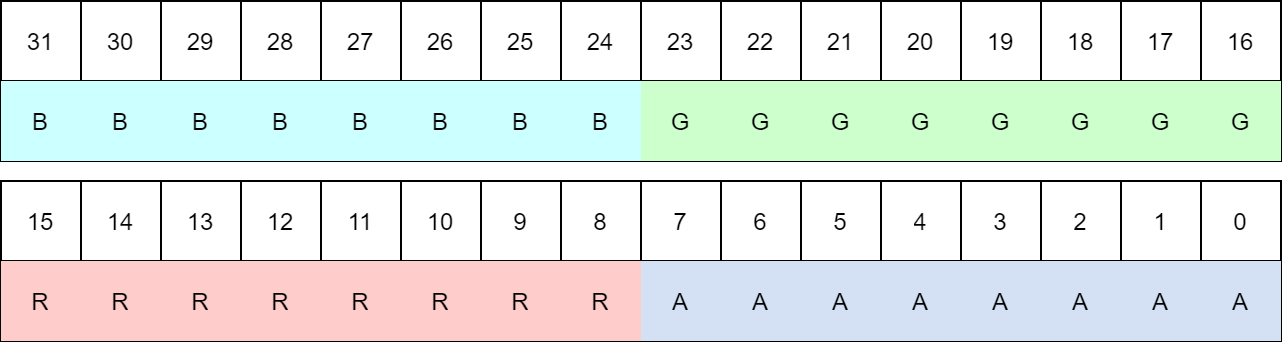 31 30 29 28 27 26 25 24 23 22 21 20 19 18 17 16
B B B B B B B B G G G G G G G G
15 14 13 12 11 10 9 8 7 6 5 4 3 2 1 0
R R R R R R R R A A A A A A A A